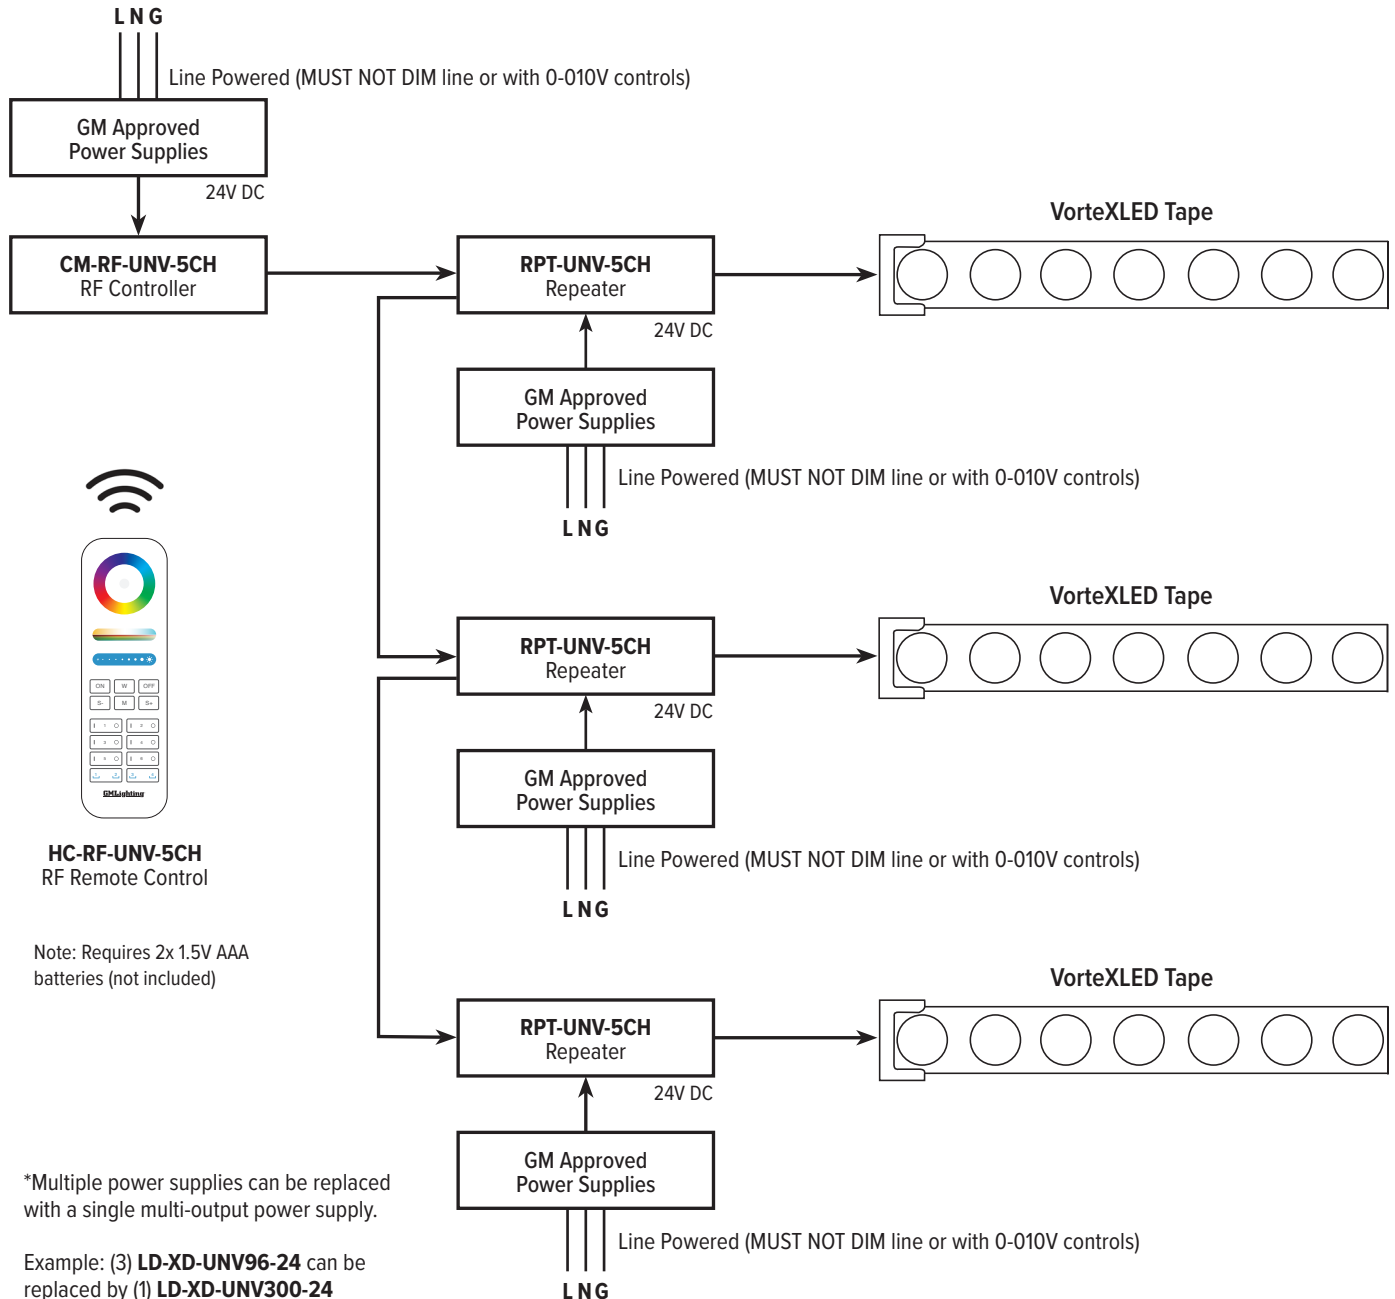 L N G
Line Powered (MUST NOT DIM line or with 0-010V controls)
GM Approved
Power Supplies
24V DC
CM-RF-UNV-5CH
RF Controller
RPT-UNV-5CH
Repeater
24V DC
VorteXLED Tape
GM Approved
Power Supplies
Line Powered (MUST NOT DIM line or with 0-010V controls)
L N G
RPT-UNV-5CH
Repeater
24V DC
VorteXLED Tape
GM Approved
Power Supplies
Line Powered (MUST NOT DIM line or with 0-010V controls)
L N G
ON W OFF
S- M S+
GMLighting
HC-RF-UNV-5CH
RF Remote Control
Note: Requires 2x 1.5V AAA
batteries (not included)
RPT-UNV-5CH
Repeater
24V DC
VorteXLED Tape
GM Approved
Power Supplies
Line Powered (MUST NOT DIM line or with 0-010V controls)
L N G
*Multiple power supplies can be replaced
with a single multi-output power supply.
Example: (3) LD-XD-UNV96-24 can be
replaced by (1) LD-XD-UNV300-24